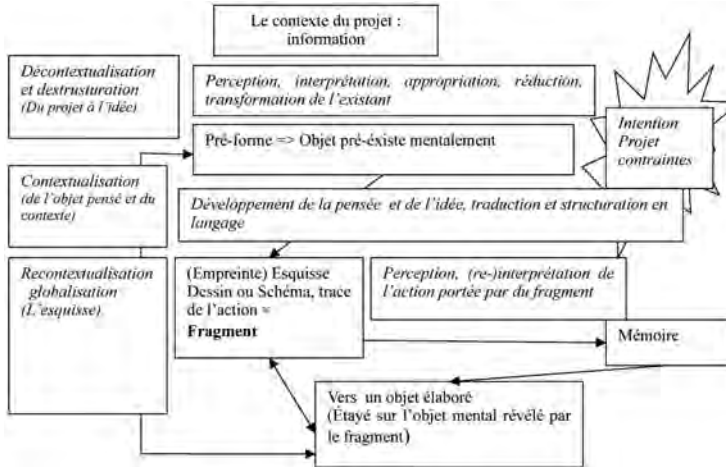 Le contexte du projet :
information
Décontextualisation
et destrusturation
(Du projet à l'idée)
Perception, interprétation, appropriation, réduction,
transformation de l'existant
Intention
Projet
contraintes
Pré-forme => Objet pré-éxiste mentalement
Contextualisation
(de l'objet pensé et du
contexte)
Développement de la pensée et de l'idée, traduction et structuration en
langage
Recontextualisation
globalisation
(L'esquisse)
(Empreinte) Esquisse
Dessin ou Schéma, trace
de l'action =
Fragment
Perception, (re-)interprétation de
l'action portée par du fragment
Mémoire
Vers un objet élaboré
(Étayé sur l'objet mental révélé par
le fragment)